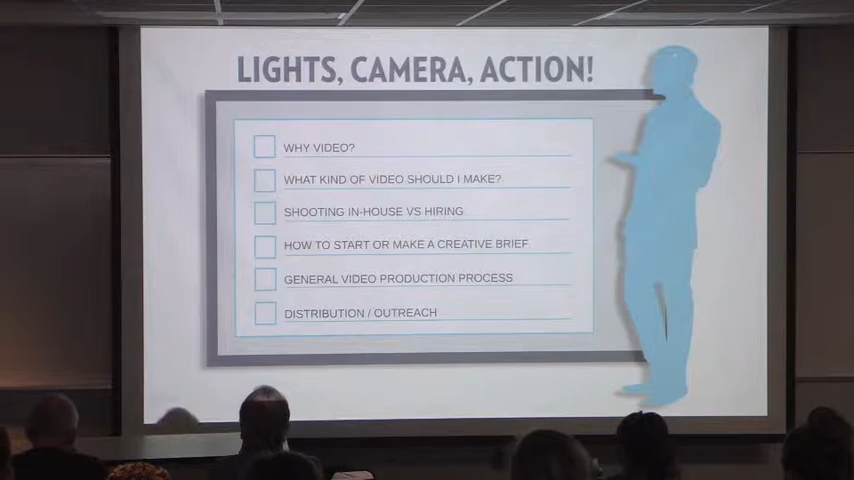 LIGHTS, CAMERA, ACTION!
WHY VIDEO?
WHAT KIND OF VIDEO SHOULD I MAKE?
SHOOTING IN-HOUSE VS HIRING
HOW TO START OR MAKE A CREATIVE BRIEF
GENERAL VIDEO PRODUCTION PROCESS
DISTRIBUTION / OUTREACH